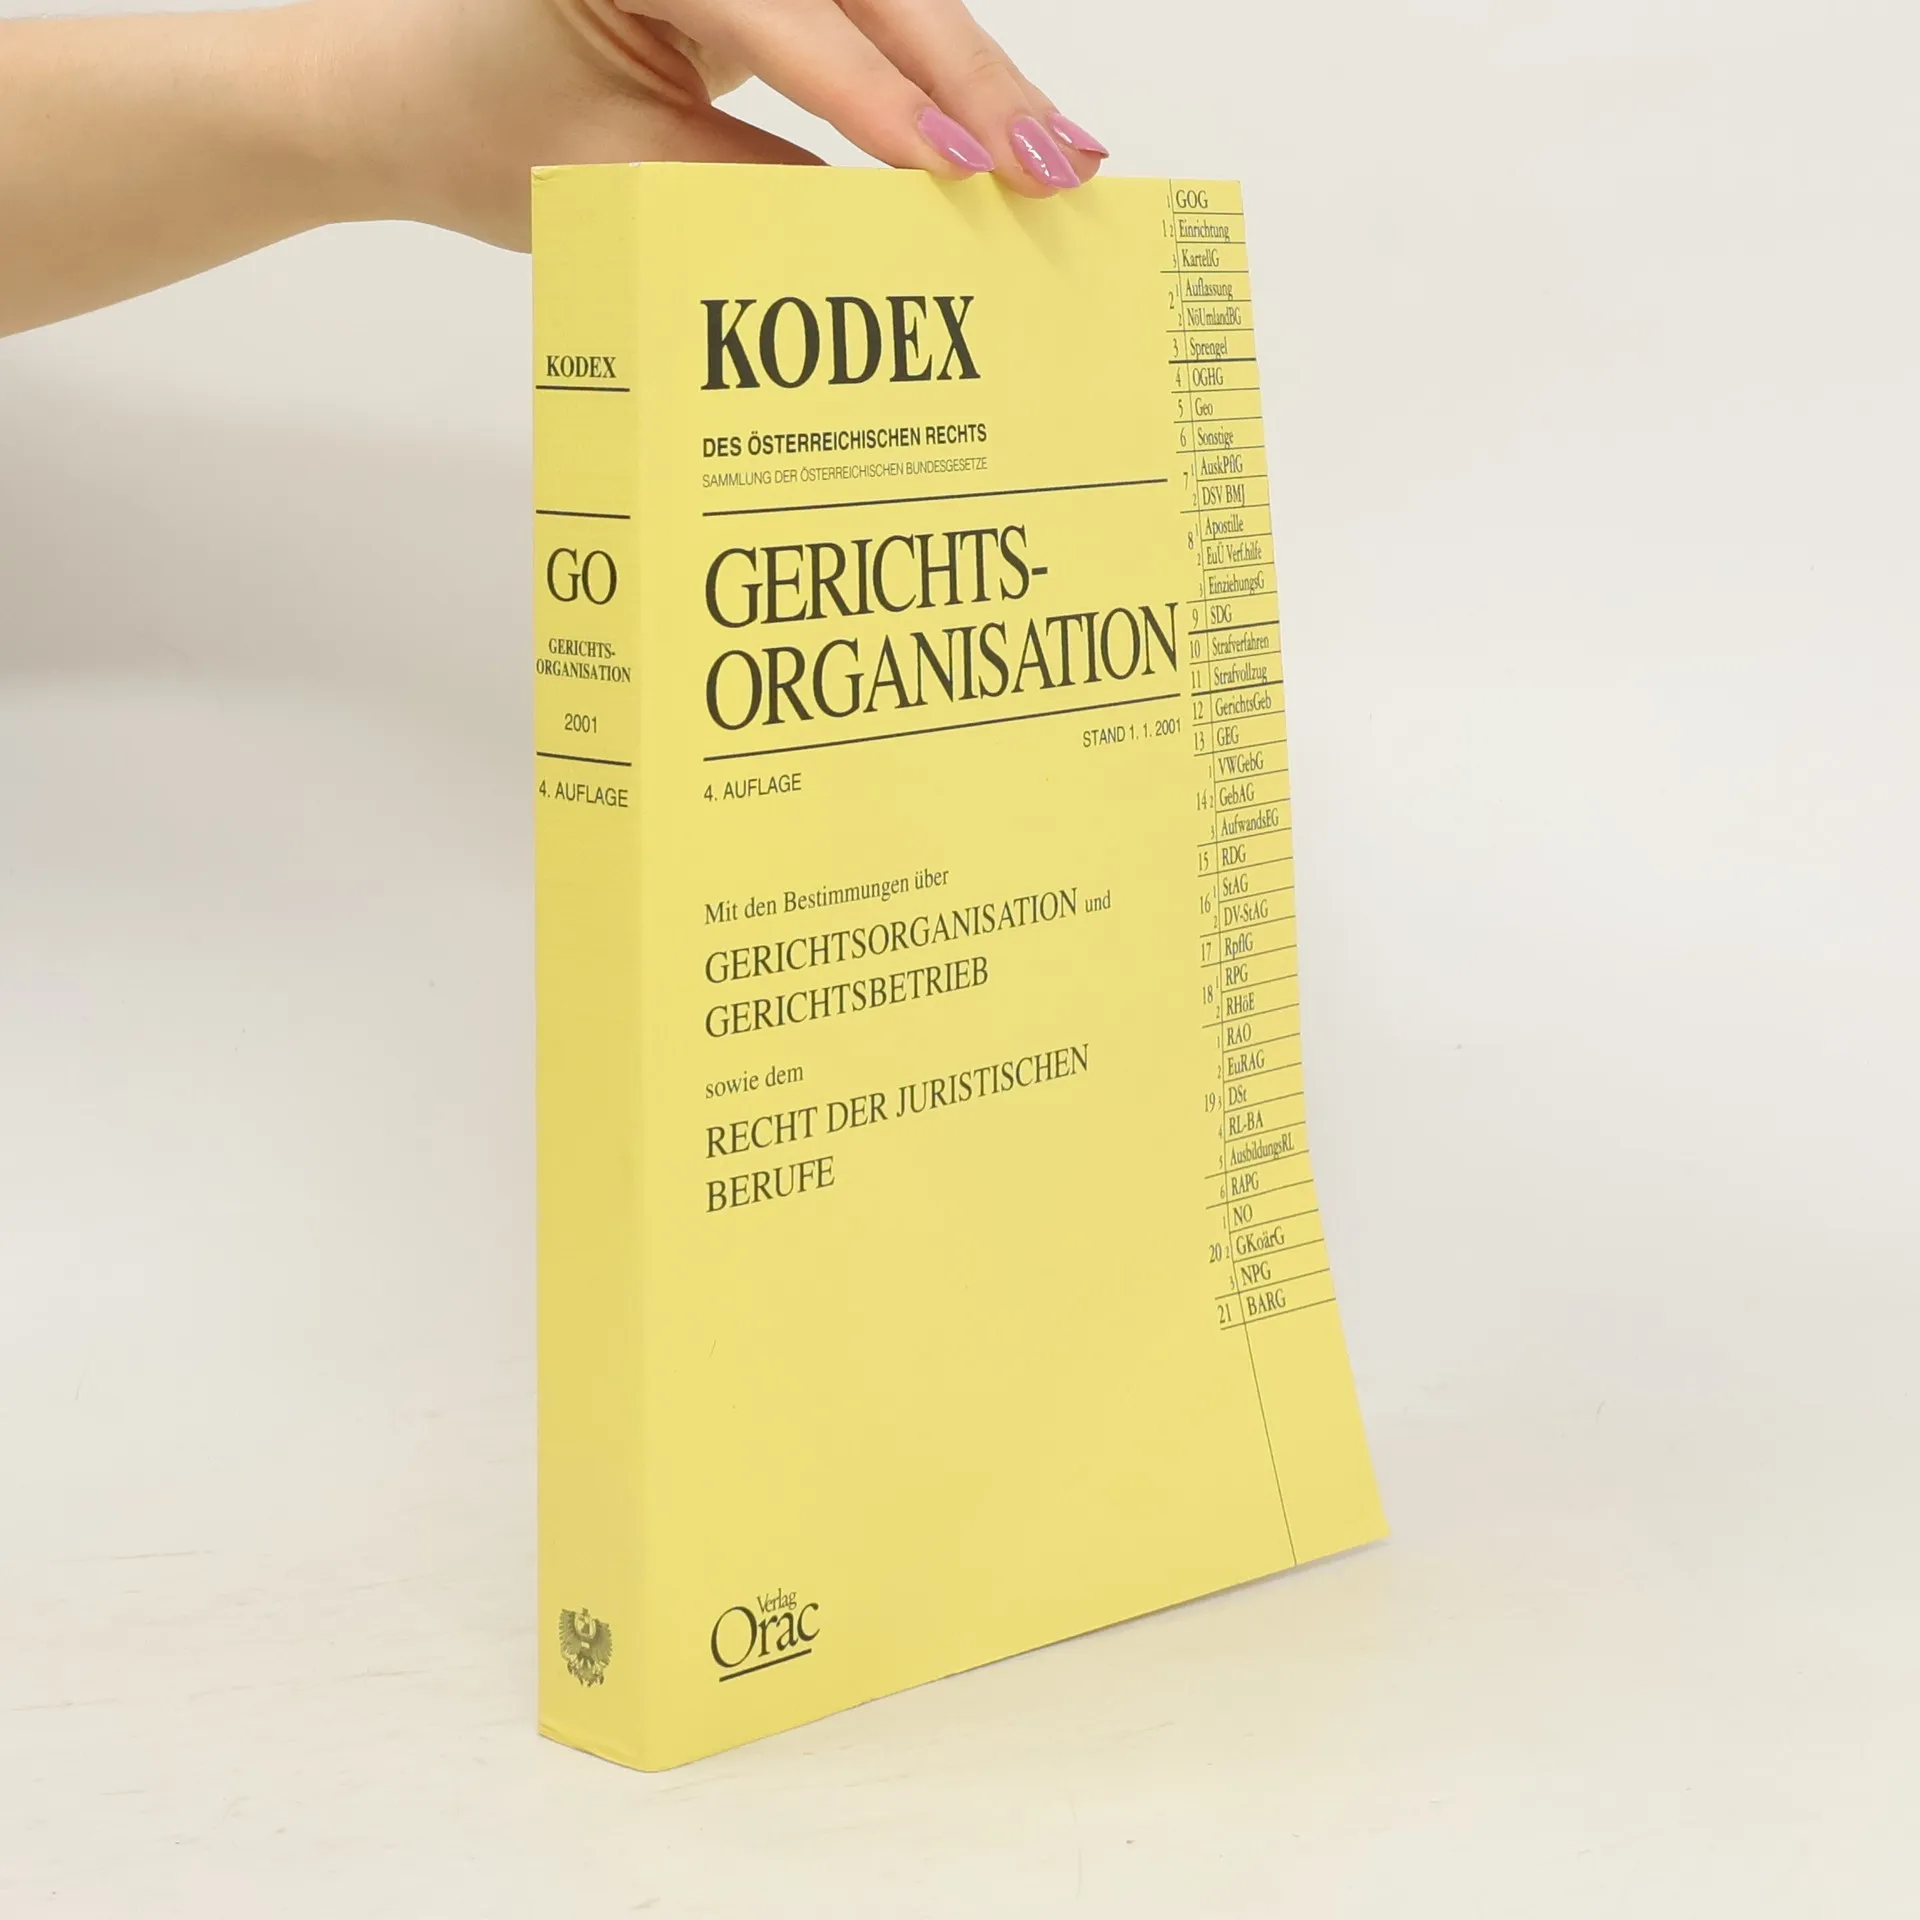 KODEX
GO
GERICHTS-
ORGANISATION
2001
4. AUFLAGE
KODEX
DES ÖSTERREICHISCHEN RECHTS
SAMMLUNG DER ÖSTERREICHISCHEN BUNDESGESETZE
GERICHTS-
ORGANISATION
STAND 1. 1. 2001
4. AUFLAGE
Mit den Bestimmungen über
GERICHTSORGANISATION und
GERICHTSBETRIEB
sowie dem
RECHT DER JURISTISCHEN
BERUFE
Verlag
Orac
1 GOG
1 2 Einrichtung
3 KartellG
2 1 Auflassung
2 NöUmlandBG
3 Sprengel
4 OGHG
5 Geo
6 Sonstige
7 1 AuskPflG
2 DSV BMJ
8 1 Apostille
2 EuÜ Verf.hilfe
3 EinziehungsG
9 SDG
10 Strafverfahren
11 Strafvollzug
12 GerichtsGeb
13 GEG
1 VWGebG
14 2 GebAG
3 AufwandsEG
15 RDG
16 1 StAG
2 DV-StAG
17 RpflG
18 1 RPG
2 RHöE
1 RAO
2 EuRAG
19 3 DSt
4 RL-BA
5 AusbildungsRL
6 RAPG
1 NO
20 2 GKoärG
3 NPG
21 BARG